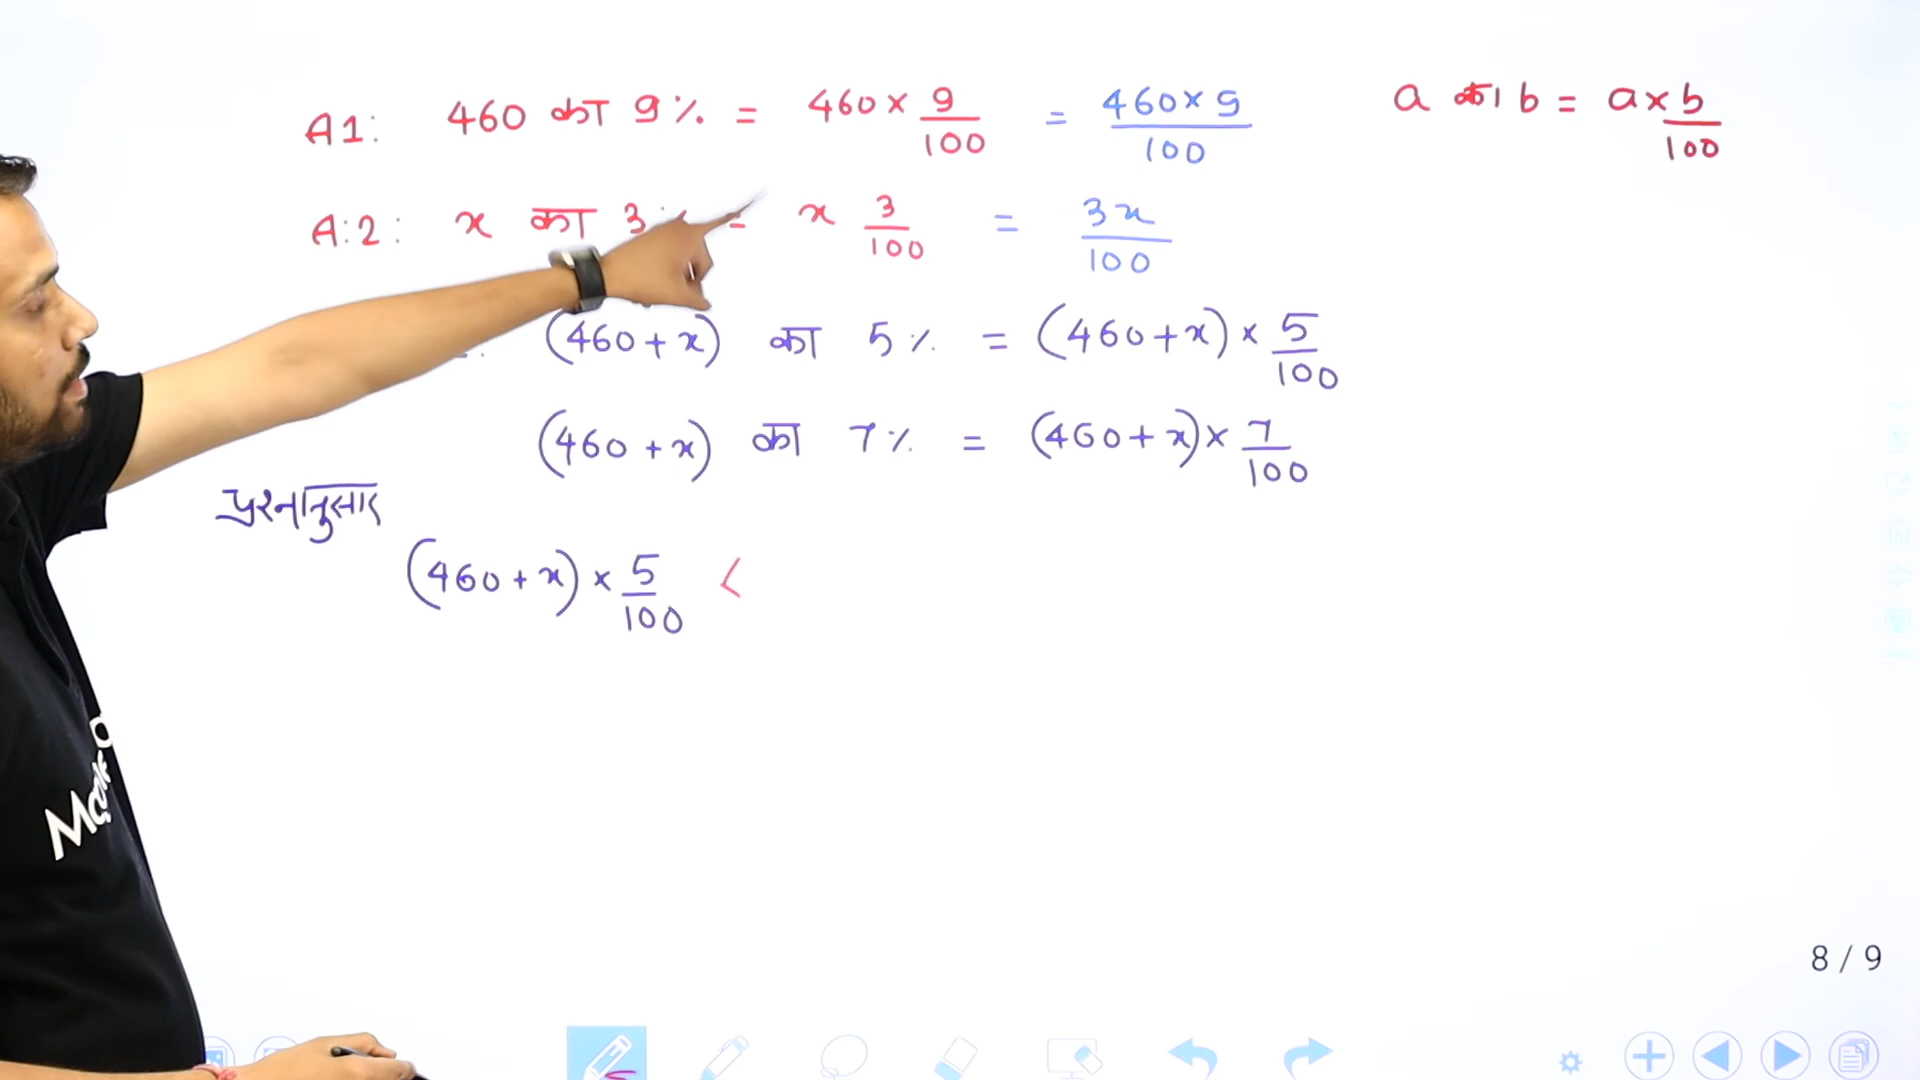 A1: 460 का 9% = 460 × 9/100 = 460×9/100
a का b = a×b/100
A:2: x का 3% = x 3/100 = 3x/100
(460+x) का 5% = (460+x) × 5/100
(460+x) का 7% = (460+x) × 7/100
प्रश्नानुसार
(460+x) × 5/100 <
8 / 9